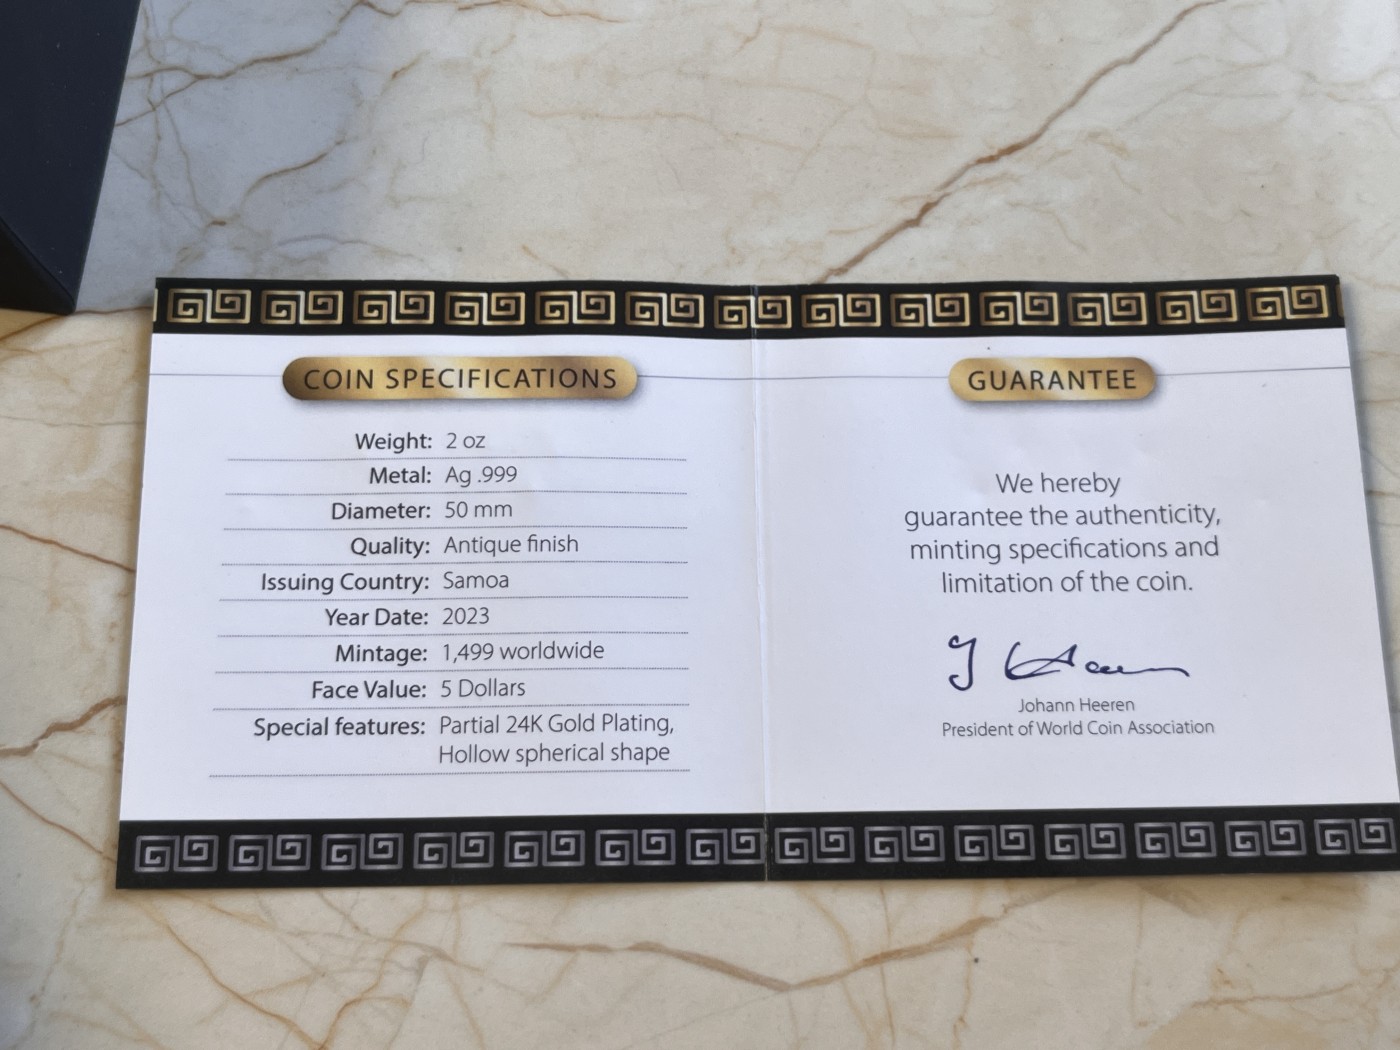 COIN SPECIFICATIONS
Weight: 2 oz
Metal: Ag .999
Diameter: 50 mm
Quality: Antique finish
Issuing Country: Samoa
Year Date: 2023
Mintage: 1,499 worldwide
Face Value: 5 Dollars
Special features: Partial 24K Gold Plating,
Hollow spherical shape
GUARANTEE
We hereby
guarantee the authenticity,
minting specifications and
limitation of the coin.
J Heeren
Johann Heeren
President of World Coin Association